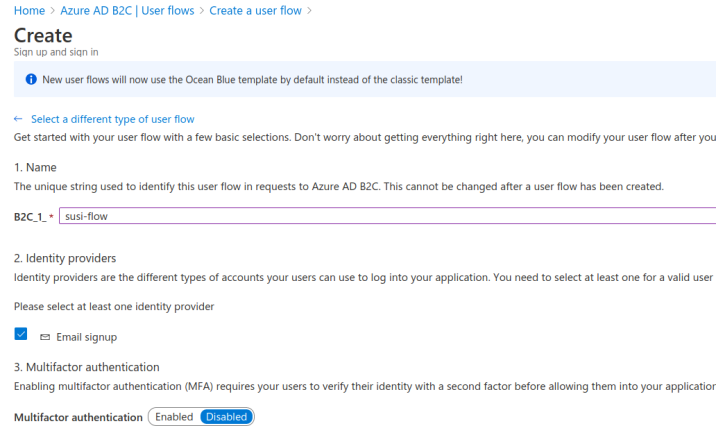 Home > Azure AD B2C | User flows > Create a user flow >
Create
Sign up and sign in
New user flows will now use the Ocean Blue template by default instead of the classic template!
← Select a different type of user flow
Get started with your user flow with a few basic selections. Don't worry about getting everything right here, you can modify your user flow after you
1. Name
The unique string used to identify this user flow in requests to Azure AD B2C. This cannot be changed after a user flow has been created.
B2C_1_ * susi-flow
2. Identity providers
Identity providers are the different types of accounts your users can use to log into your application. You need to select at least one for a valid user
Please select at least one identity provider
Email signup
3. Multifactor authentication
Enabling multifactor authentication (MFA) requires your users to verify their identity with a second factor before allowing them into your application
Multifactor authentication Enabled Disabled